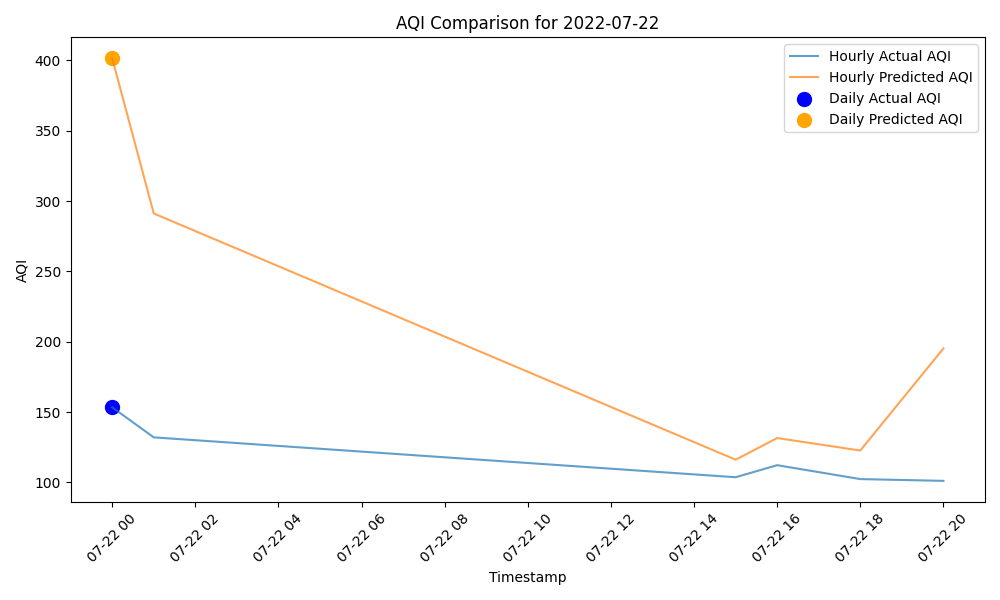 AQI Comparison for 2022-07-22
Hourly Actual AQI
Hourly Predicted AQI
Daily Actual AQI
Daily Predicted AQI
AQI
400
350
300
250
200
150
100
07-22 00
07-22 02
07-22 04
07-22 06
07-22 08
07-22 10
07-22 12
07-22 14
07-22 16
07-22 18
07-22 20
Timestamp